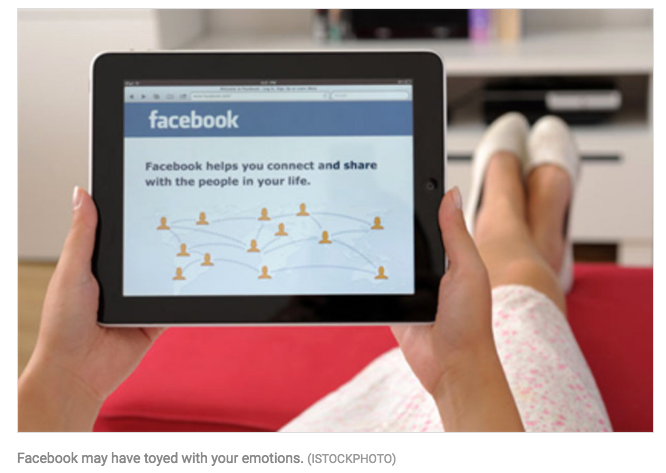 facebook
Facebook helps you connect and share
with the people in your life.
Facebook may have toyed with your emotions. (ISTOCKPHOTO)